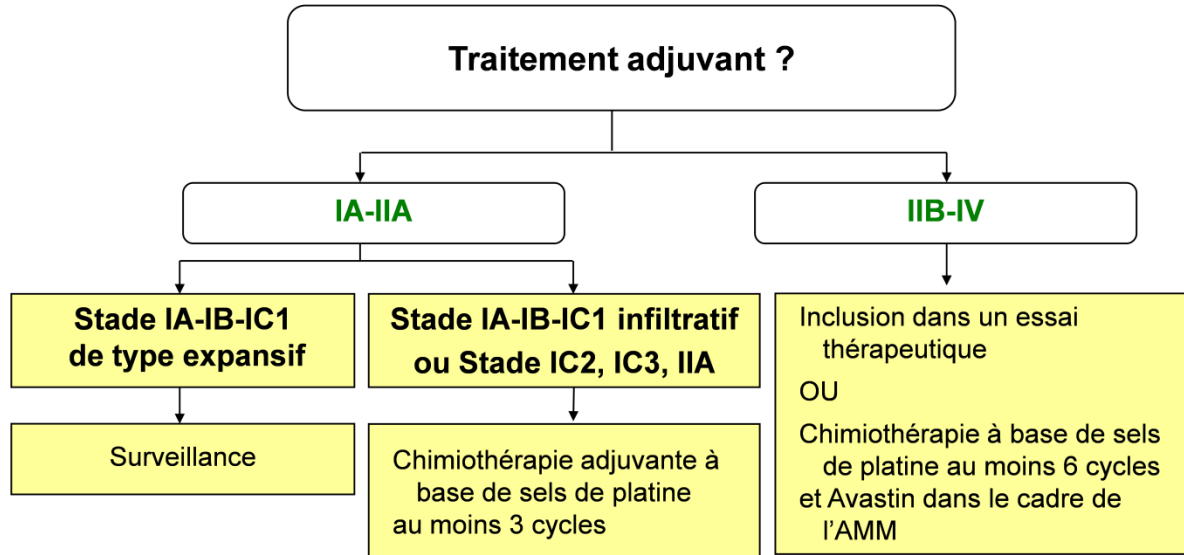 Traitement adjuvant ?
IA-IIA
IIB-IV
Stade IA-IB-IC1
de type expansif
Stade IA-IB-IC1 infiltratif
ou Stade IC2, IC3, IIA
Inclusion dans un essai
thérapeutique
OU
Chimiothérapie à base de sels
de platine au moins 6 cycles
et Avastin dans le cadre de
l’AMM
Surveillance
Chimiothérapie adjuvante à
base de sels de platine
au moins 3 cycles